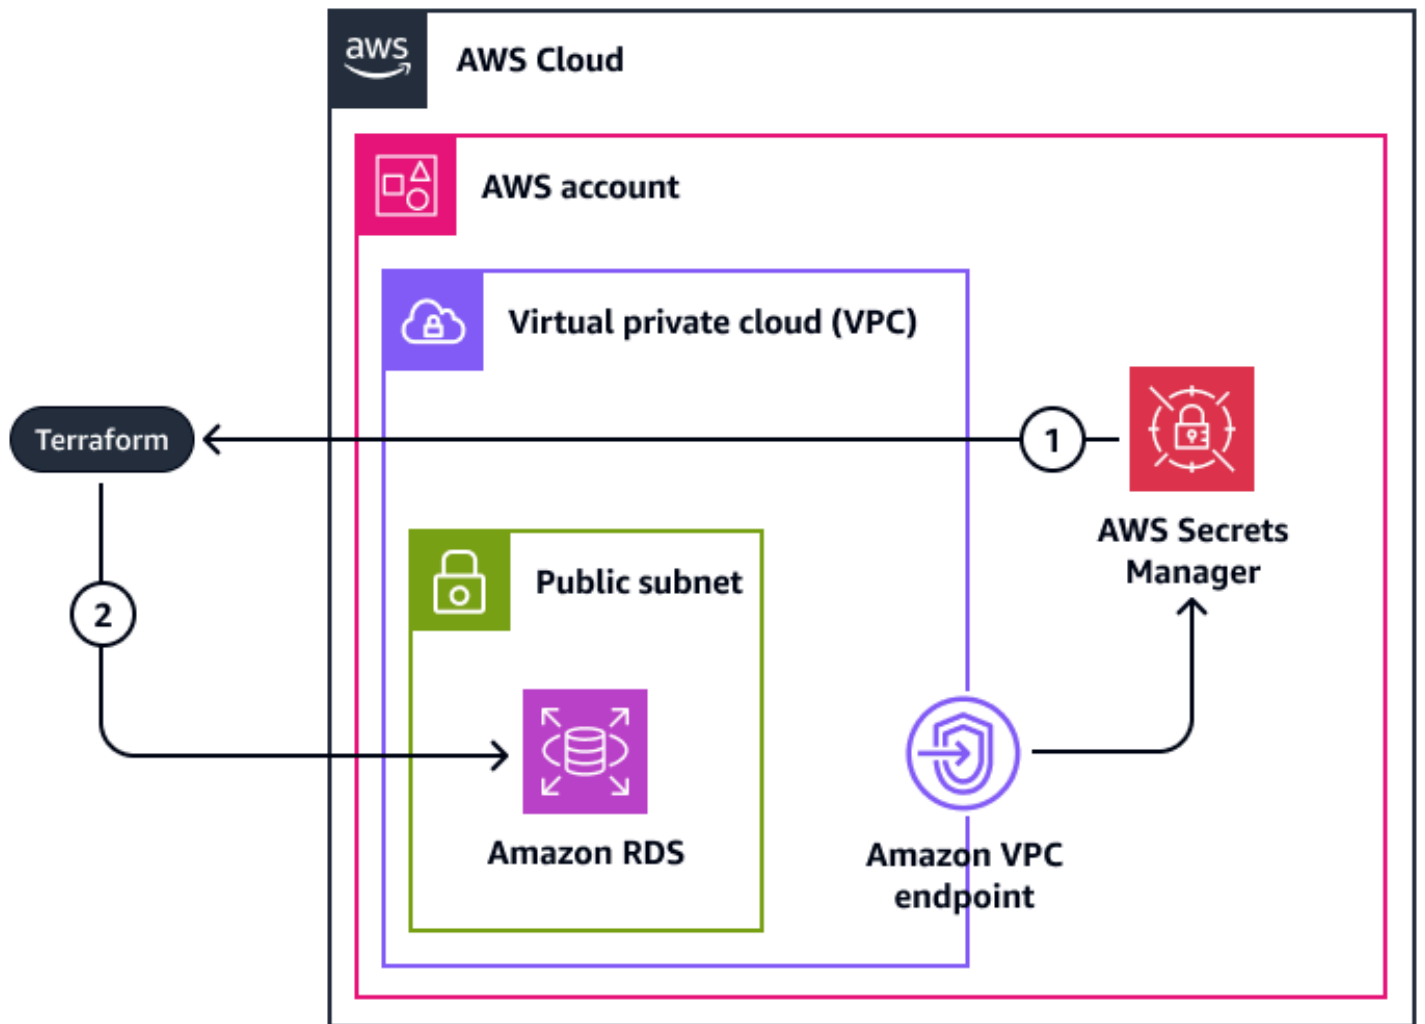 aws
AWS Cloud
AWS account
Virtual private cloud (VPC)
Terraform
1
AWS Secrets
Manager
Public subnet
2
Amazon RDS
Amazon VPC
endpoint